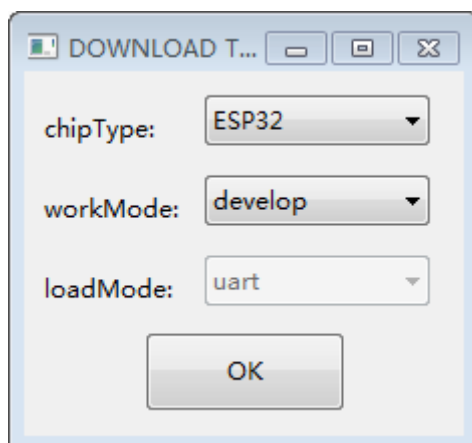 DOWNLOAD T...
chipType: ESP32
workMode: develop
loadMode: uart
OK